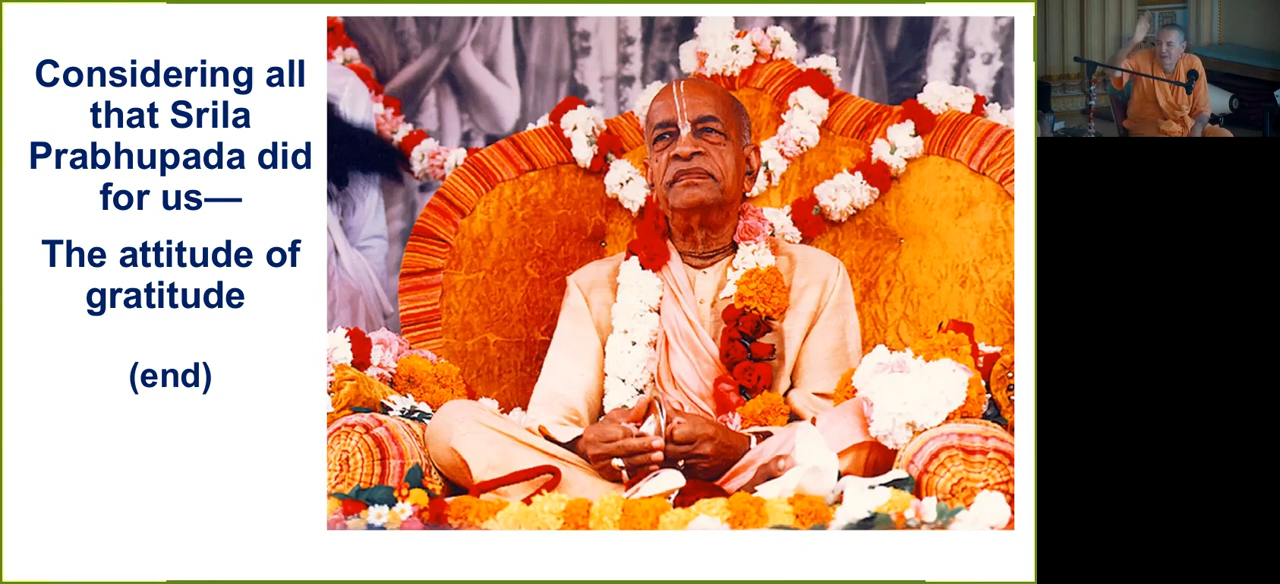 Considering all
that Srila
Prabhupada did
for us—
The attitude of
gratitude
(end)